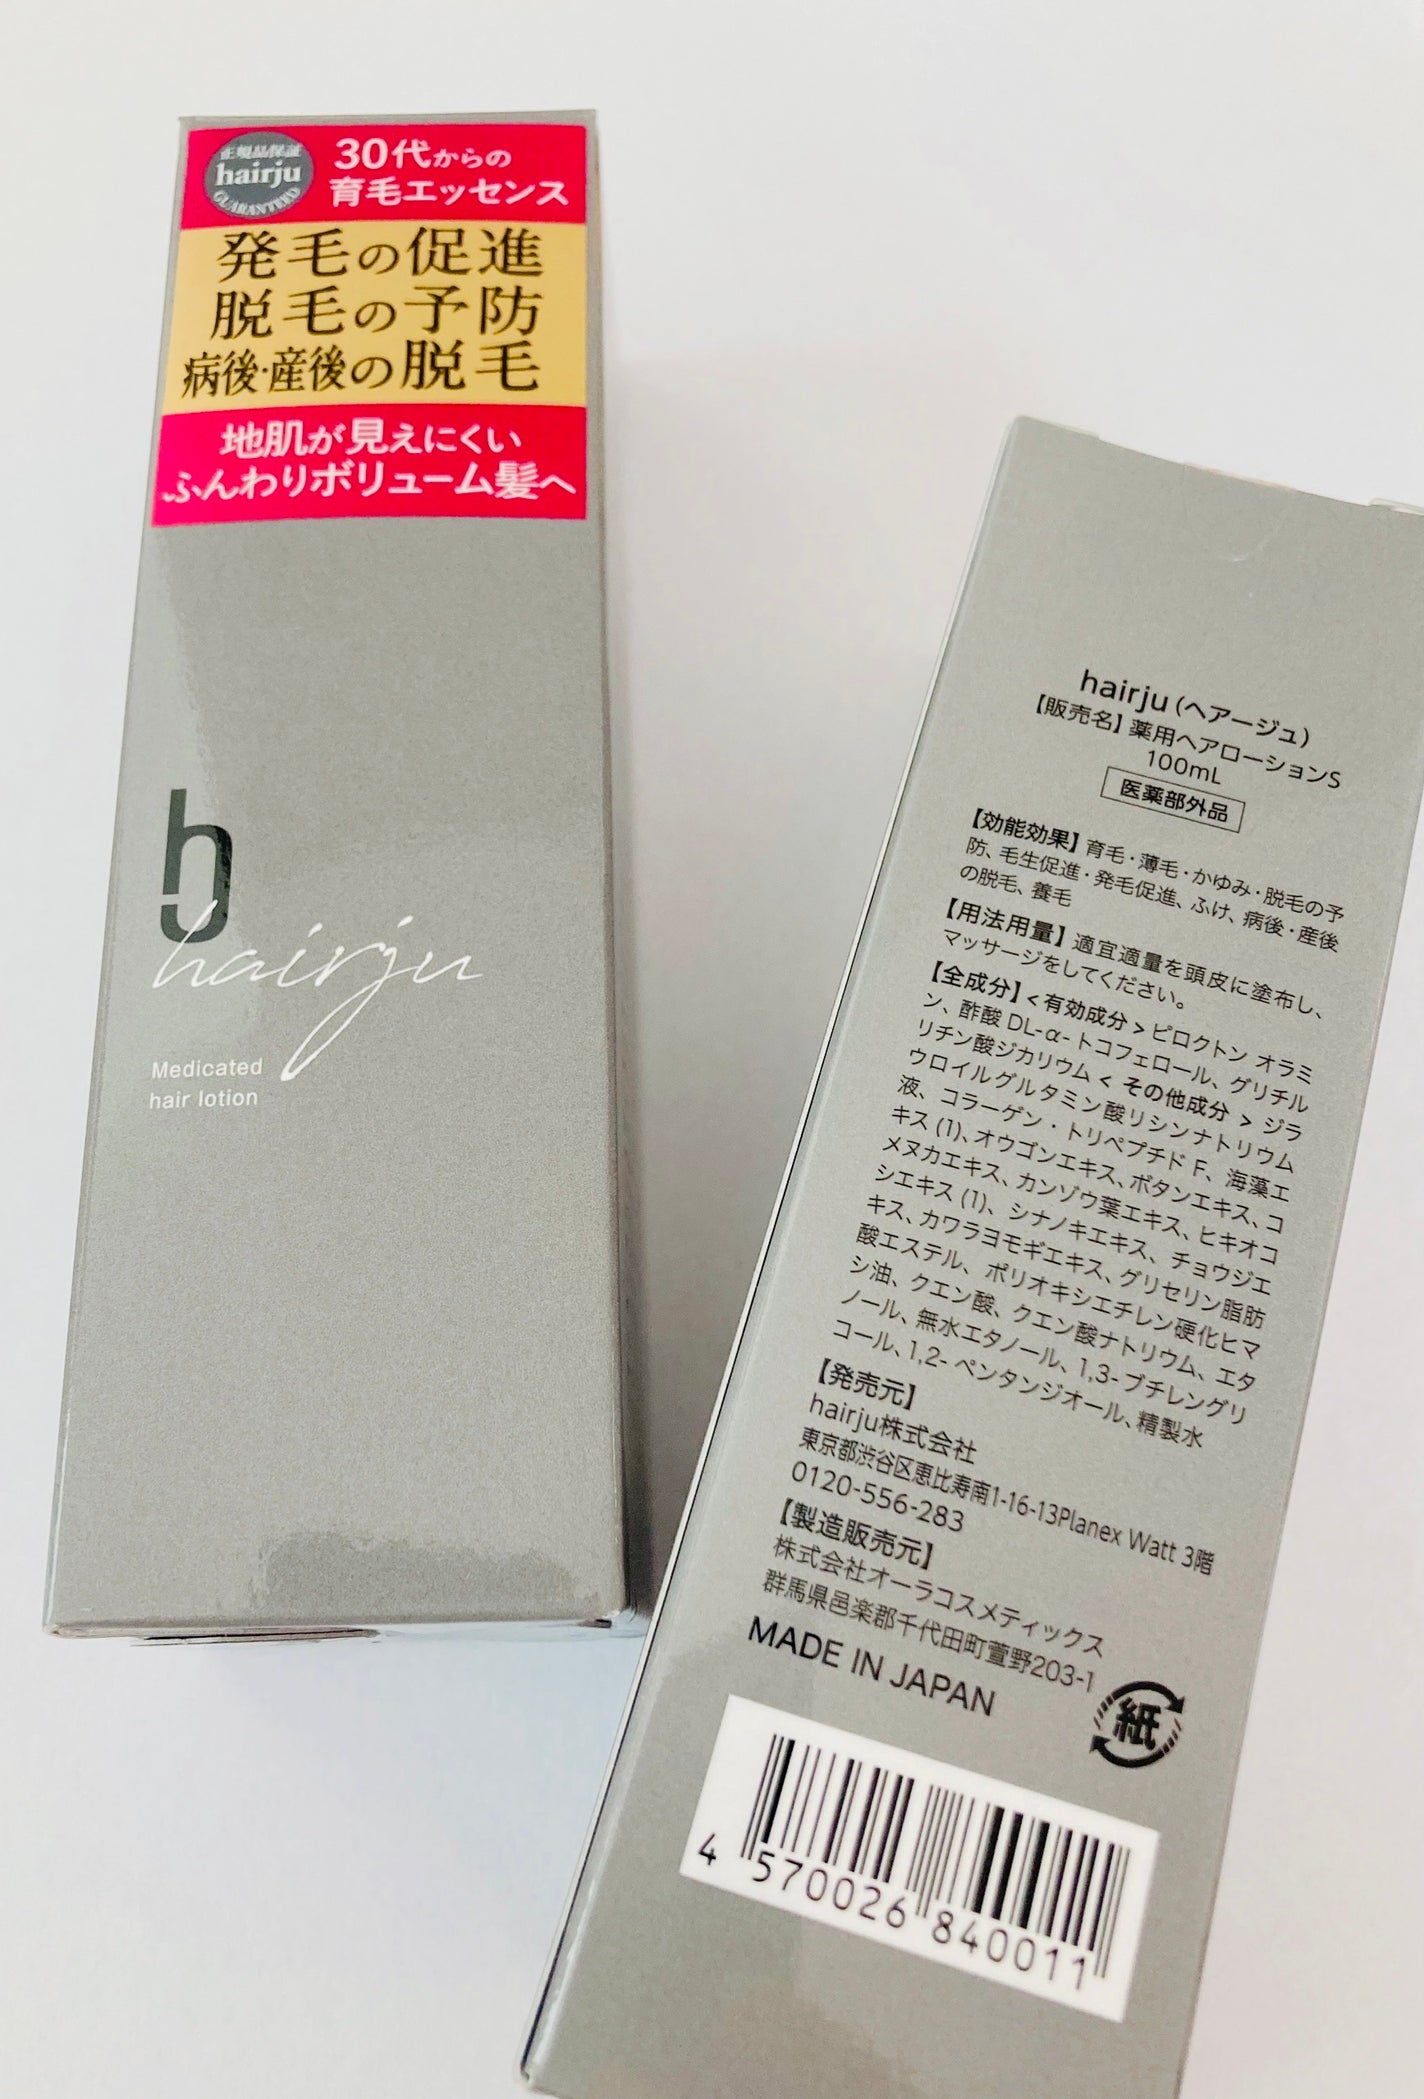 正規品保証
hairju
GUARANTEED
30代からの
育毛エッセンス
発毛の促進
脱毛の予防
病後・産後の脱毛
地肌が見えにくい
ふんわりボリューム髪へ
hj
hairju
Medicated
hair lotion
hairju(ヘアージュ)
【販売名】薬用ヘアローションS
100mL
医薬部外品
【効能効果】育毛・薄毛・かゆみ・脱毛の予
防、毛生促進・発毛促進、ふけ、病後・産後
の脱毛、養毛
【用法用量】適宜適量を頭皮に塗布し、
マッサージをしてください。
【全成分】<有効成分>ピロクトン オラミ
ン、酢酸 DL-α-トコフェロール、グリチル
リチン酸ジカリウム<その他成分>ジラ
ウロイルグルタミン酸リシンナトリウム
液、コラーゲン・トリペプチド F、海藻エ
キス (1)、オウゴンエキス、ボタンエキス、コ
メヌカエキス、カンゾウ葉エキス、ヒキオコ
シエキス (1)、シナノキエキス、チョウジエ
キス、カワラヨモギエキス、グリセリン脂肪
酸エステル、ポリオキシエチレン硬化ヒマ
シ油、クエン酸、クエン酸ナトリウム、エタ
ノール、無水エタノール、1,3-ブチレングリ
コール、1,2-ペンタンジオール、精製水
【発売元】
hairju株式会社
東京都渋谷区恵比寿南1-16-13Planex Watt 3階
0120-556-283
【製造販売元】
株式会社オーラコスメティックス
群馬県邑楽郡千代田町萱野203-1
MADE IN JAPAN
紙
4 570026 840011